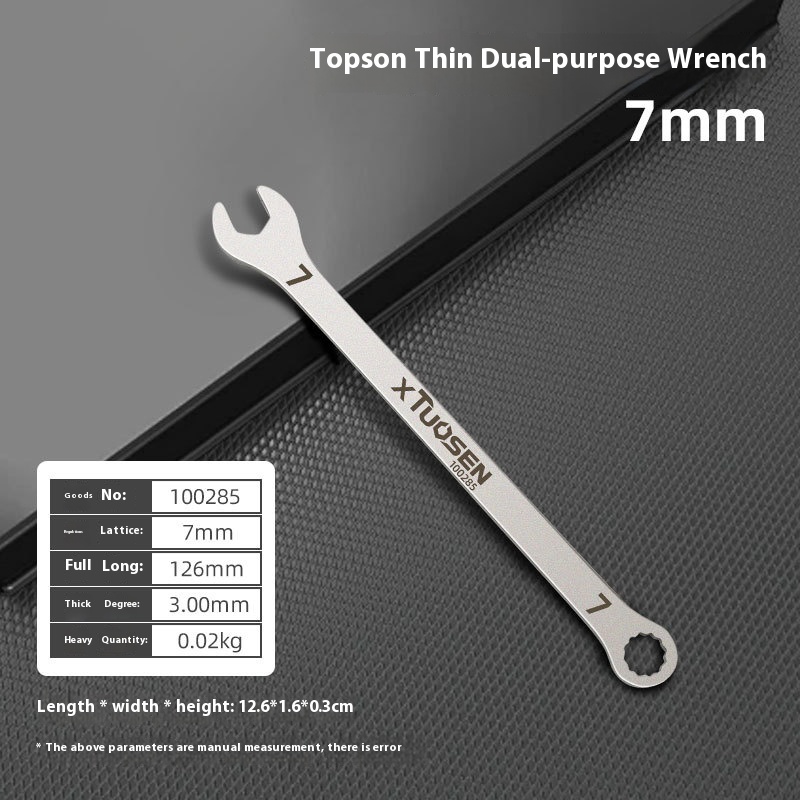 Topson Thin Dual-purpose Wrench
7mm
7
XTUOSEN
100285
7
Goods No: 100285
Lattice: 7mm
Full Long: 126mm
Thick Degree: 3.00mm
Heavy Quantity: 0.02kg
Length * width * height: 12.6*1.6*0.3cm
* The above parameters are manual measurement, there is error